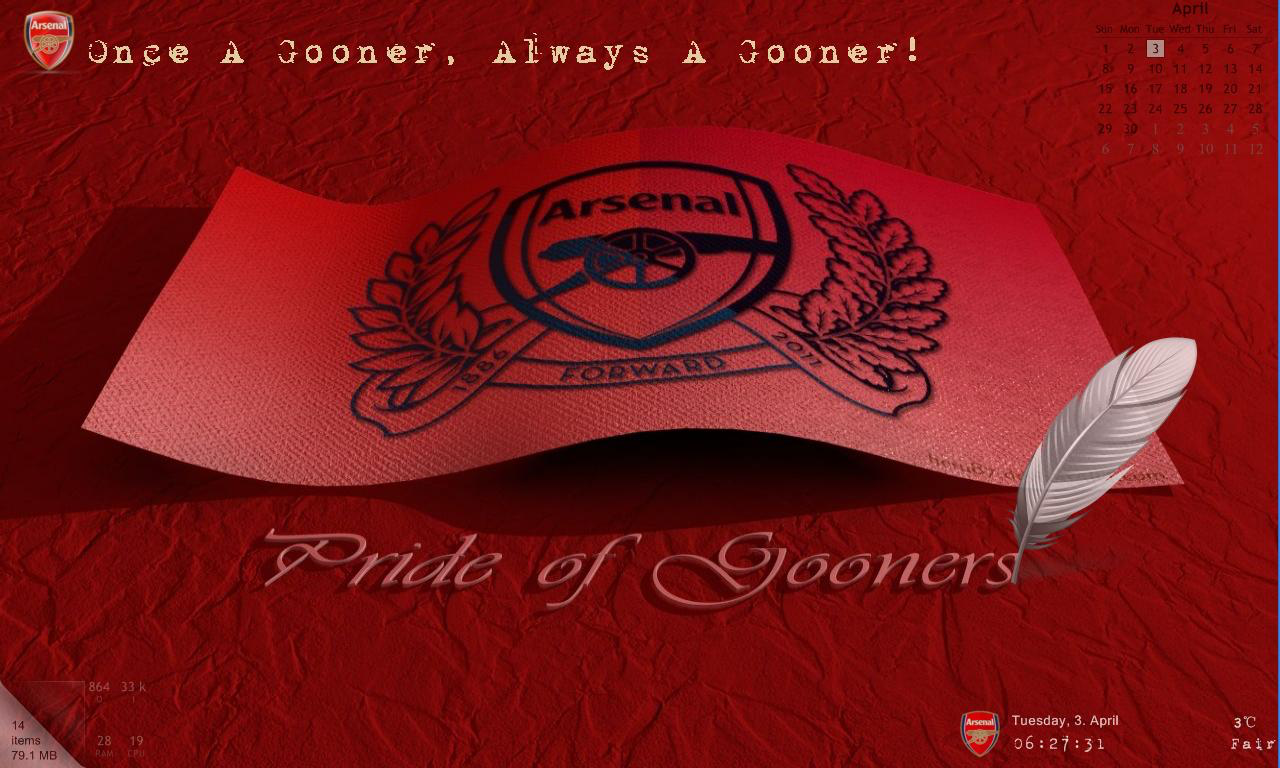 Arsenal
Once A Gooner, Always A Gooner!
April
Sun Mon Tue Wed Thu Fri Sat
1 2 3 4 5 6 7
8 9 10 11 12 13 14
15 16 17 18 19 20 21
22 23 24 25 26 27 28
29 30 1 2 3 4 5
6 7 8 9 10 11 12
Arsenal
1886 FORWARD 2011
Pride of Gooners
864 33 k
O I
14
items
79.1 MB
28 19
RAM CPU
Arsenal
Tuesday, 3. April
06:27:31
3℃
Fair